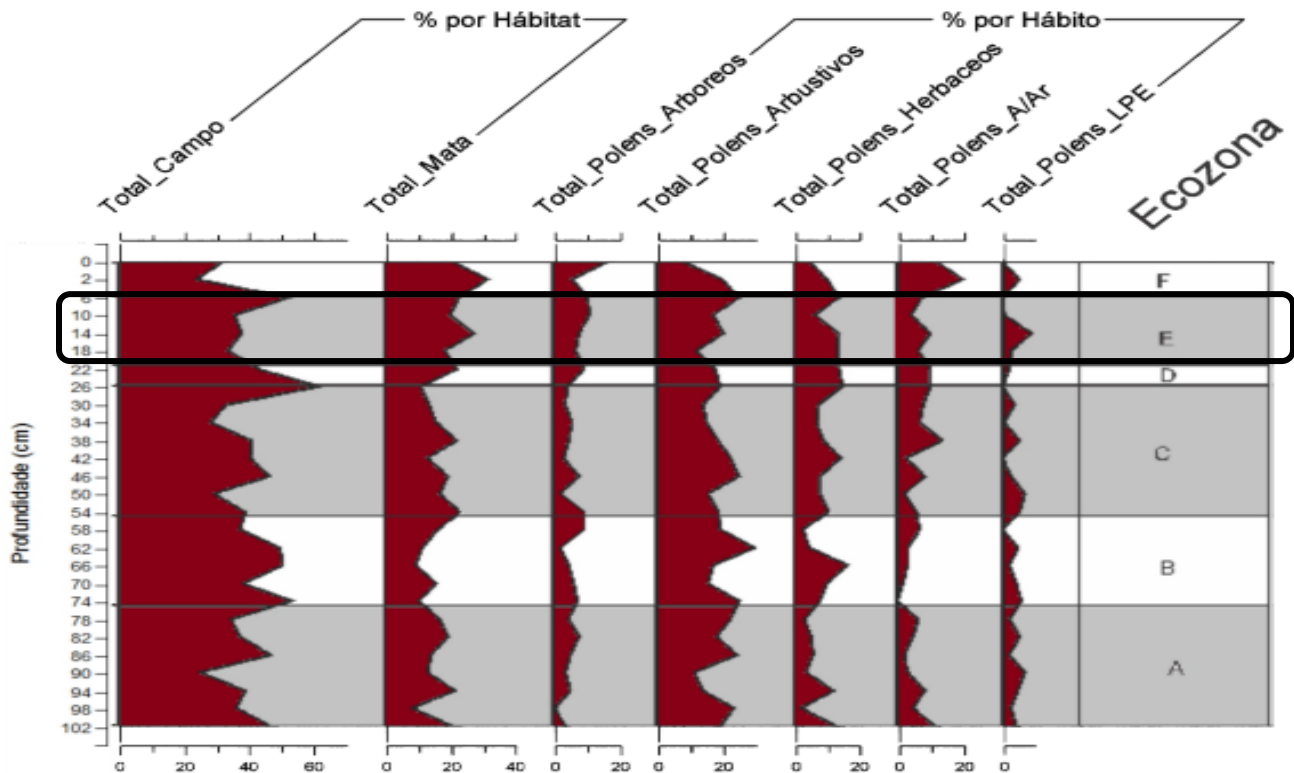 % por Hábitat
% por Hábito
Total_Campo
Total_Mata
Total_Polens_Arboreos
Total_Polens_Arbustivos
Total_Polens_Herbaceos
Total_Polens_A/Ar
Total_Polens_LPE
Ecozona
Profundidade (cm)
0
2
6
10
14
18
22
26
30
34
38
42
46
50
54
58
62
66
70
74
78
82
86
90
94
98
102
F
E
D
C
B
A
0 20 60 0 20 40 0 20 0 20 0 20 0 20 0